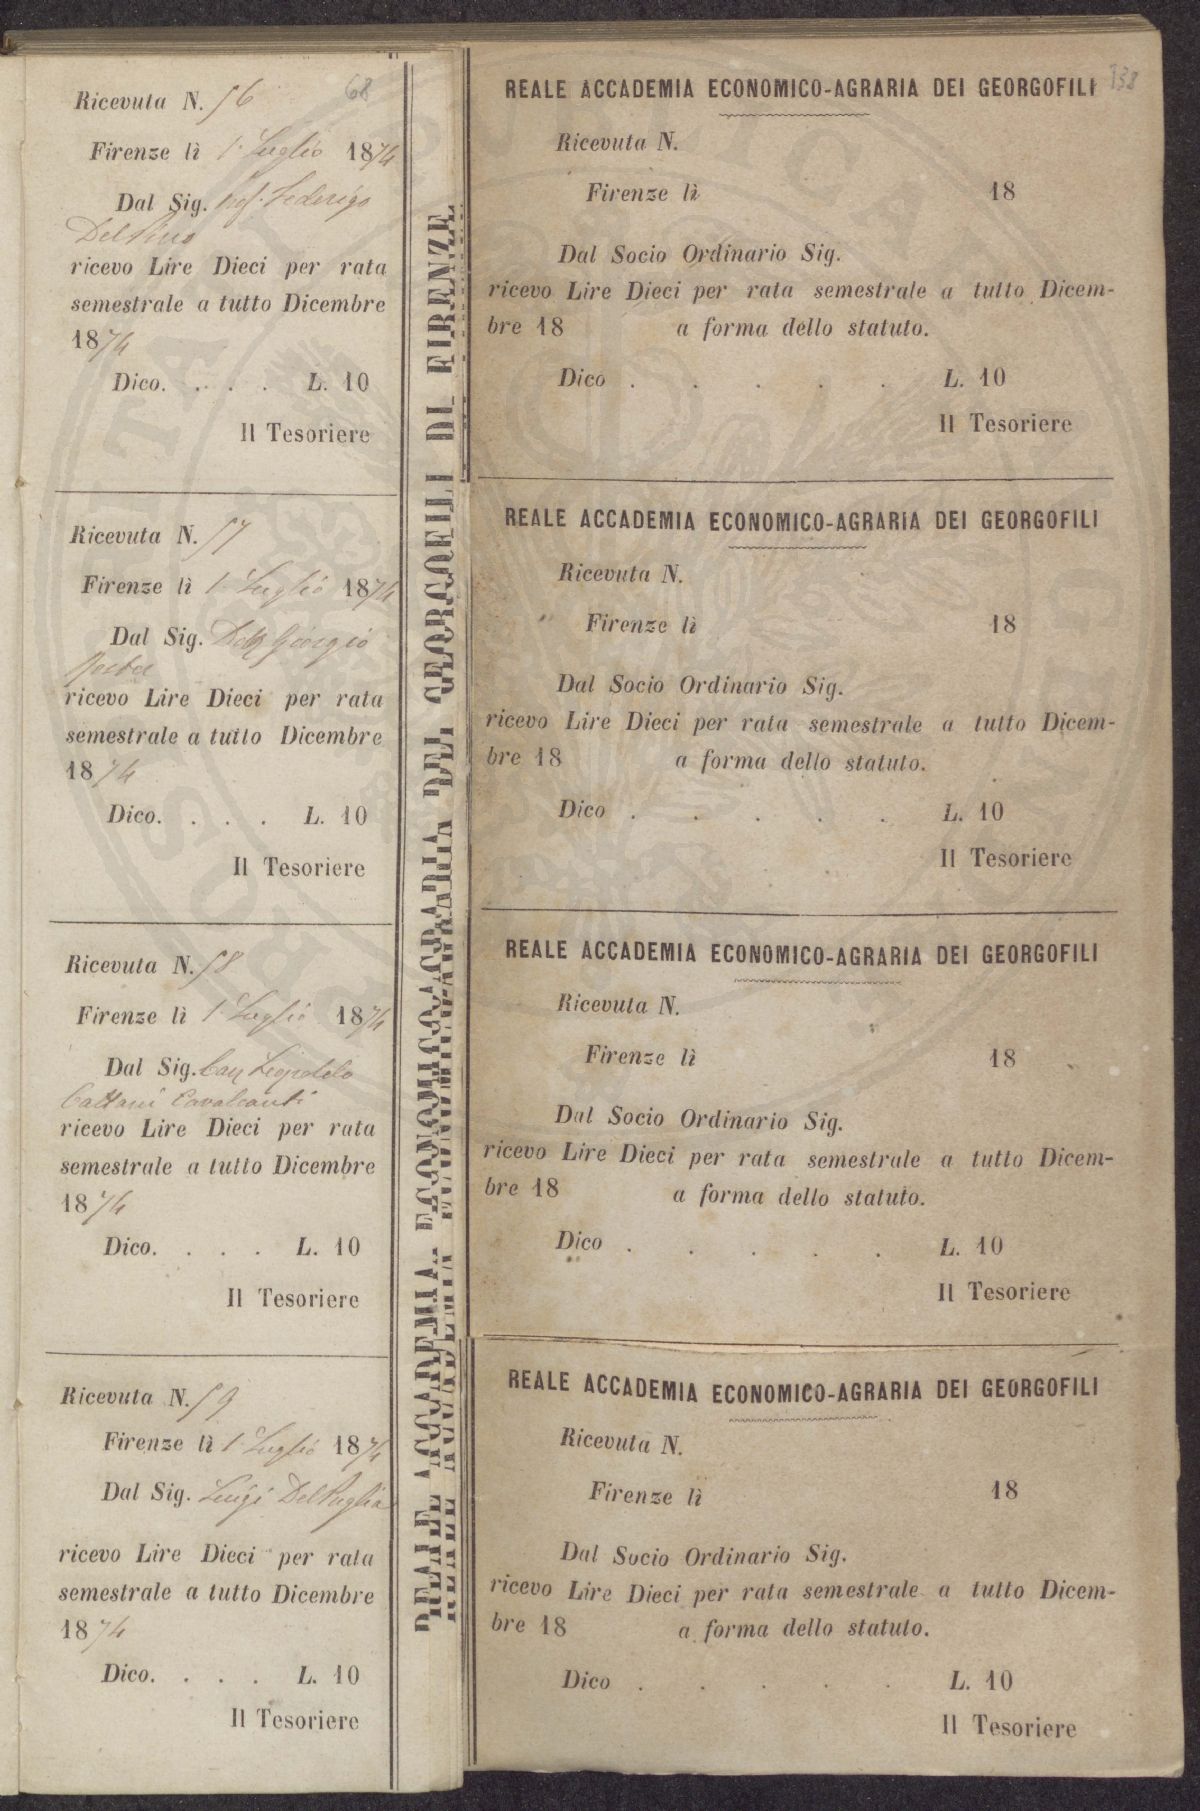 68
Ricevuta N. 56
Firenze lì 1° Luglio 1874
Dal Sig. Prof. Federigo
Del Pino
ricevo Lire Dieci per rata
semestrale a tutto Dicembre
1874
Dico. . . . L. 10
Il Tesoriere
Ricevuta N. 57
Firenze lì 1° Luglio 1874
Dal Sig. Dott Giorgio
ricevo Lire Dieci per rata
semestrale a tutto Dicembre
1874
Dico. . . . L. 10
Il Tesoriere
Ricevuta N. 58
Firenze lì 1° Luglio 1874
Dal Sig. Cav Leopoldo
Cattani Cavalcanti
ricevo Lire Dieci per rata
semestrale a tutto Dicembre
1874
Dico. . . . L. 10
Il Tesoriere
Ricevuta N. 59
Firenze lì 1° Luglio 1874
Dal Sig. Luigi Del Puglia
ricevo Lire Dieci per rata
semestrale a tutto Dicembre
1874
Dico. . . . L. 10
Il Tesoriere
REALE ACCADEMIA ECONOMICO-AGRARIA DEI GEORGOFILI DI FIRENZE
138
REALE ACCADEMIA ECONOMICO-AGRARIA DEI GEORGOFILI
Ricevuta N.
Firenze lì 18
Dal Socio Ordinario Sig.
ricevo Lire Dieci per rata semestrale a tutto Dicem-
bre 18 a forma dello statuto.
Dico . . . . . L. 10
Il Tesoriere
REALE ACCADEMIA ECONOMICO-AGRARIA DEI GEORGOFILI
Ricevuta N.
Firenze lì 18
Dal Socio Ordinario Sig.
ricevo Lire Dieci per rata semestrale a tutto Dicem-
bre 18 a forma dello statuto.
Dico . . . . . L. 10
Il Tesoriere
REALE ACCADEMIA ECONOMICO-AGRARIA DEI GEORGOFILI
Ricevuta N.
Firenze lì 18
Dal Socio Ordinario Sig.
ricevo Lire Dieci per rata semestrale a tutto Dicem-
bre 18 a forma dello statuto.
Dico . . . . . L. 10
Il Tesoriere
REALE ACCADEMIA ECONOMICO-AGRARIA DEI GEORGOFILI
Ricevuta N.
Firenze lì 18
Dal Socio Ordinario Sig.
ricevo Lire Dieci per rata semestrale a tutto Dicem-
bre 18 a forma dello statuto.
Dico . . . . . L. 10
Il Tesoriere